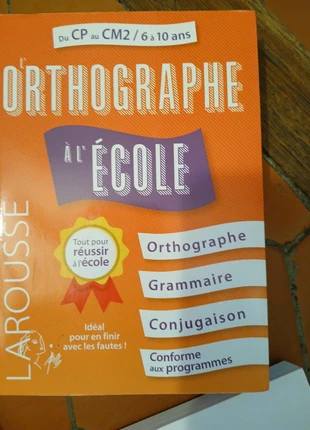 Du CP au CM2 / 6 à 10 ans
L'
ORTHOGRAPHE
À L'ÉCOLE
Tout pour
réussir
à l'école
Idéal
pour en finir
avec les fautes !
Orthographe
Grammaire
Conjugaison
Conforme
aux programmes
LAROUSSE